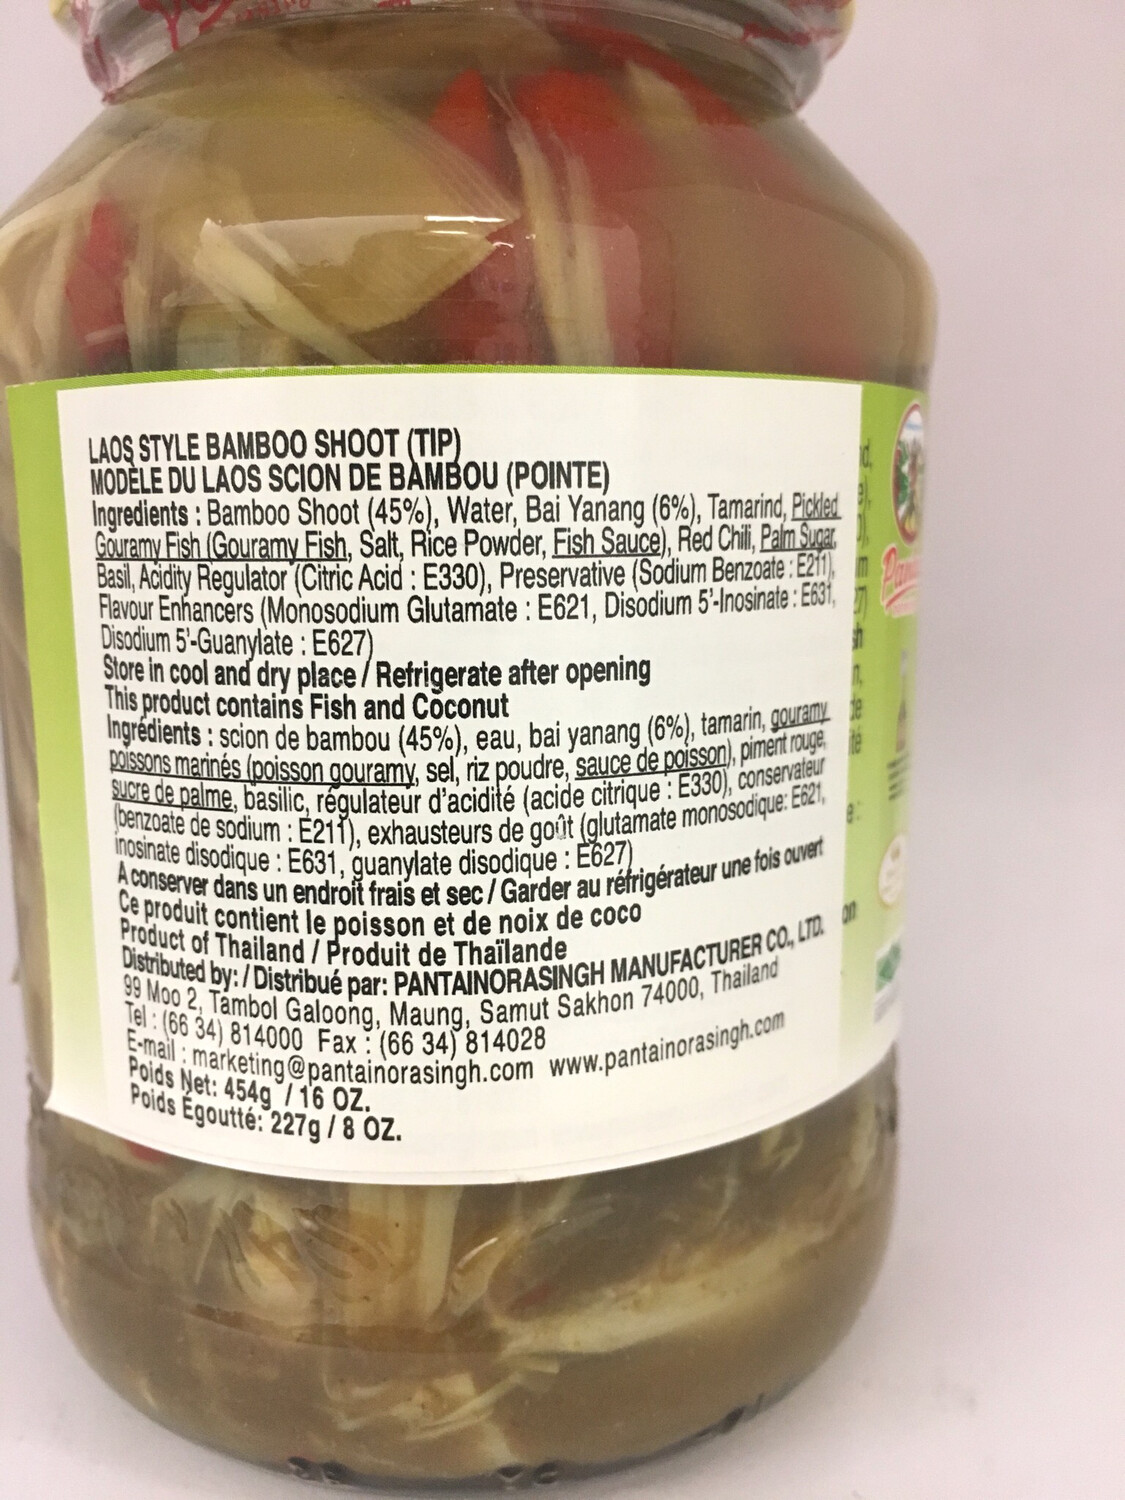 LAOS STYLE BAMBOO SHOOT (TIP)
MODÈLE DU LAOS SCION DE BAMBOU (POINTE)
Ingredients : Bamboo Shoot (45%), Water, Bai Yanang (6%), Tamarind, Pickled
Gouramy Fish (Gouramy Fish, Salt, Rice Powder, Fish Sauce), Red Chili, Palm Sugar,
Basil, Acidity Regulator (Citric Acid : E330), Preservative (Sodium Benzoate : E211),
Flavour Enhancers (Monosodium Glutamate : E621, Disodium 5'-Inosinate : E631,
Disodium 5'-Guanylate : E627)
Store in cool and dry place / Refrigerate after opening
This product contains Fish and Coconut
Ingrédients : scion de bambou (45%), eau, bai yanang (6%), tamarin, gouramy
poissons marinés (poisson gouramy, sel, riz poudre, sauce de poisson), piment rouge,
sucre de palme, basilic, régulateur d'acidité (acide citrique : E330), conservateur
(benzoate de sodium : E211), exhausteurs de goût (glutamate monosodique: E621,
inosinate disodique : E631, guanylate disodique : E627)
A conserver dans un endroit frais et sec / Garder au réfrigérateur une fois ouvert
Ce produit contient le poisson et de noix de coco
Product of Thailand / Produit de Thaïlande
Distributed by: / Distribué par: PANTAINORASINGH MANUFACTURER CO., LTD.
99 Moo 2, Tambol Galoong, Maung, Samut Sakhon 74000, Thailand
Tel : (66 34) 814000 Fax : (66 34) 814028
E-mail : marketing@pantainorasingh.com www.pantainorasingh.com
Poids Net: 454g / 16 OZ.
Poids Égoutté: 227g / 8 OZ.